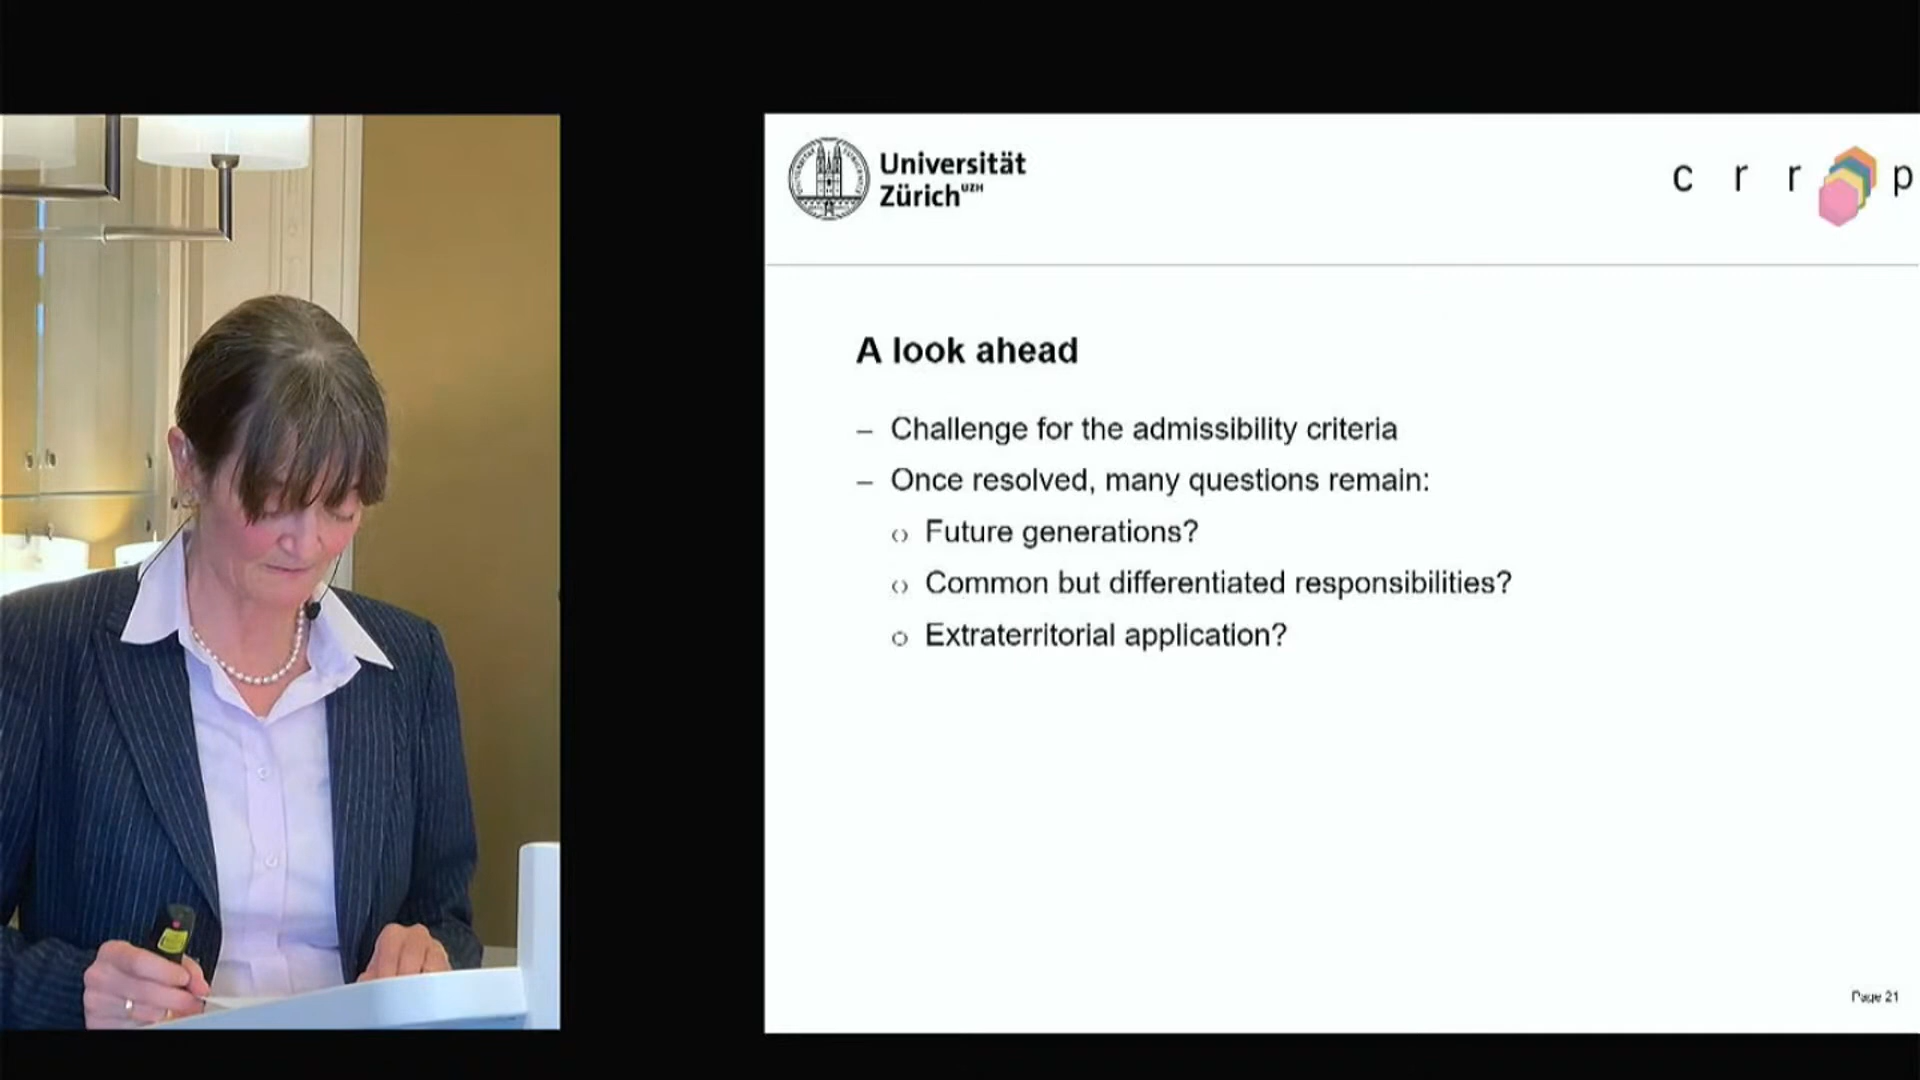 Universität
Zürich UZH
c r r p
A look ahead
– Challenge for the admissibility criteria
– Once resolved, many questions remain:
Future generations?
Common but differentiated responsibilities?
Extraterritorial application?
Page 21